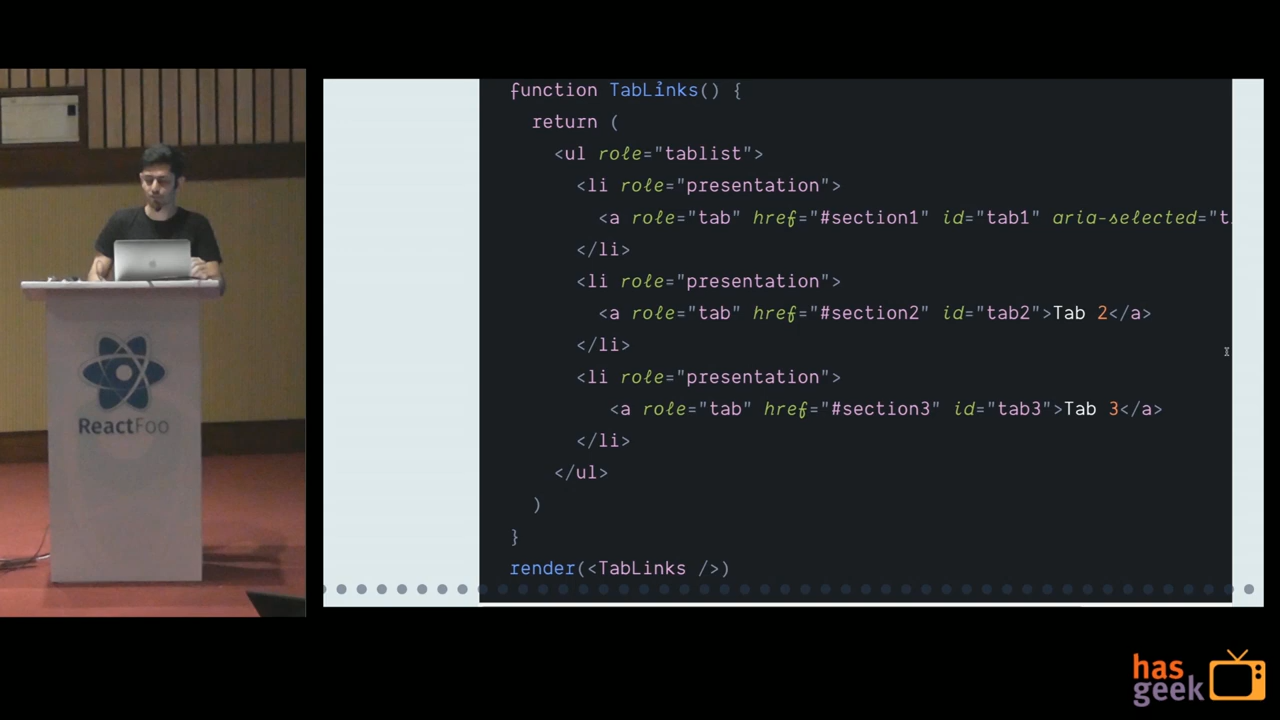 function TabLinks() {
return (
<ul role="tablist">
<li role="presentation">
<a role="tab" href="#section1" id="tab1" aria-selected="t
</li>
<li role="presentation">
<a role="tab" href="#section2" id="tab2">Tab 2</a>
</li>
<li role="presentation">
<a role="tab" href="#section3" id="tab3">Tab 3</a>
</li>
</ul>
)
}
render(<TabLinks />)
ReactFoo
has
geek